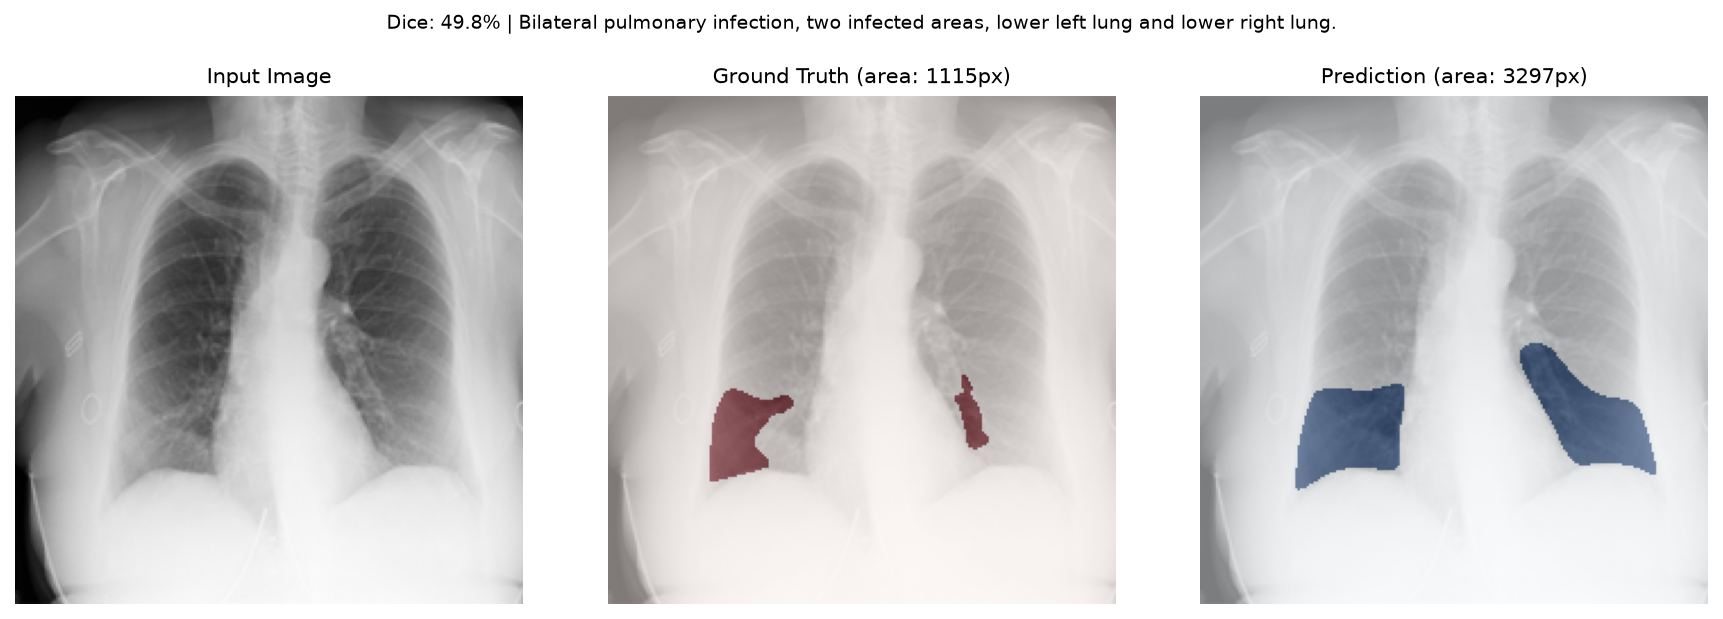 Dice: 49.8% | Bilateral pulmonary infection, two infected areas, lower left lung and lower right lung.
Input Image
Ground Truth (area: 1115px)
Prediction (area: 3297px)